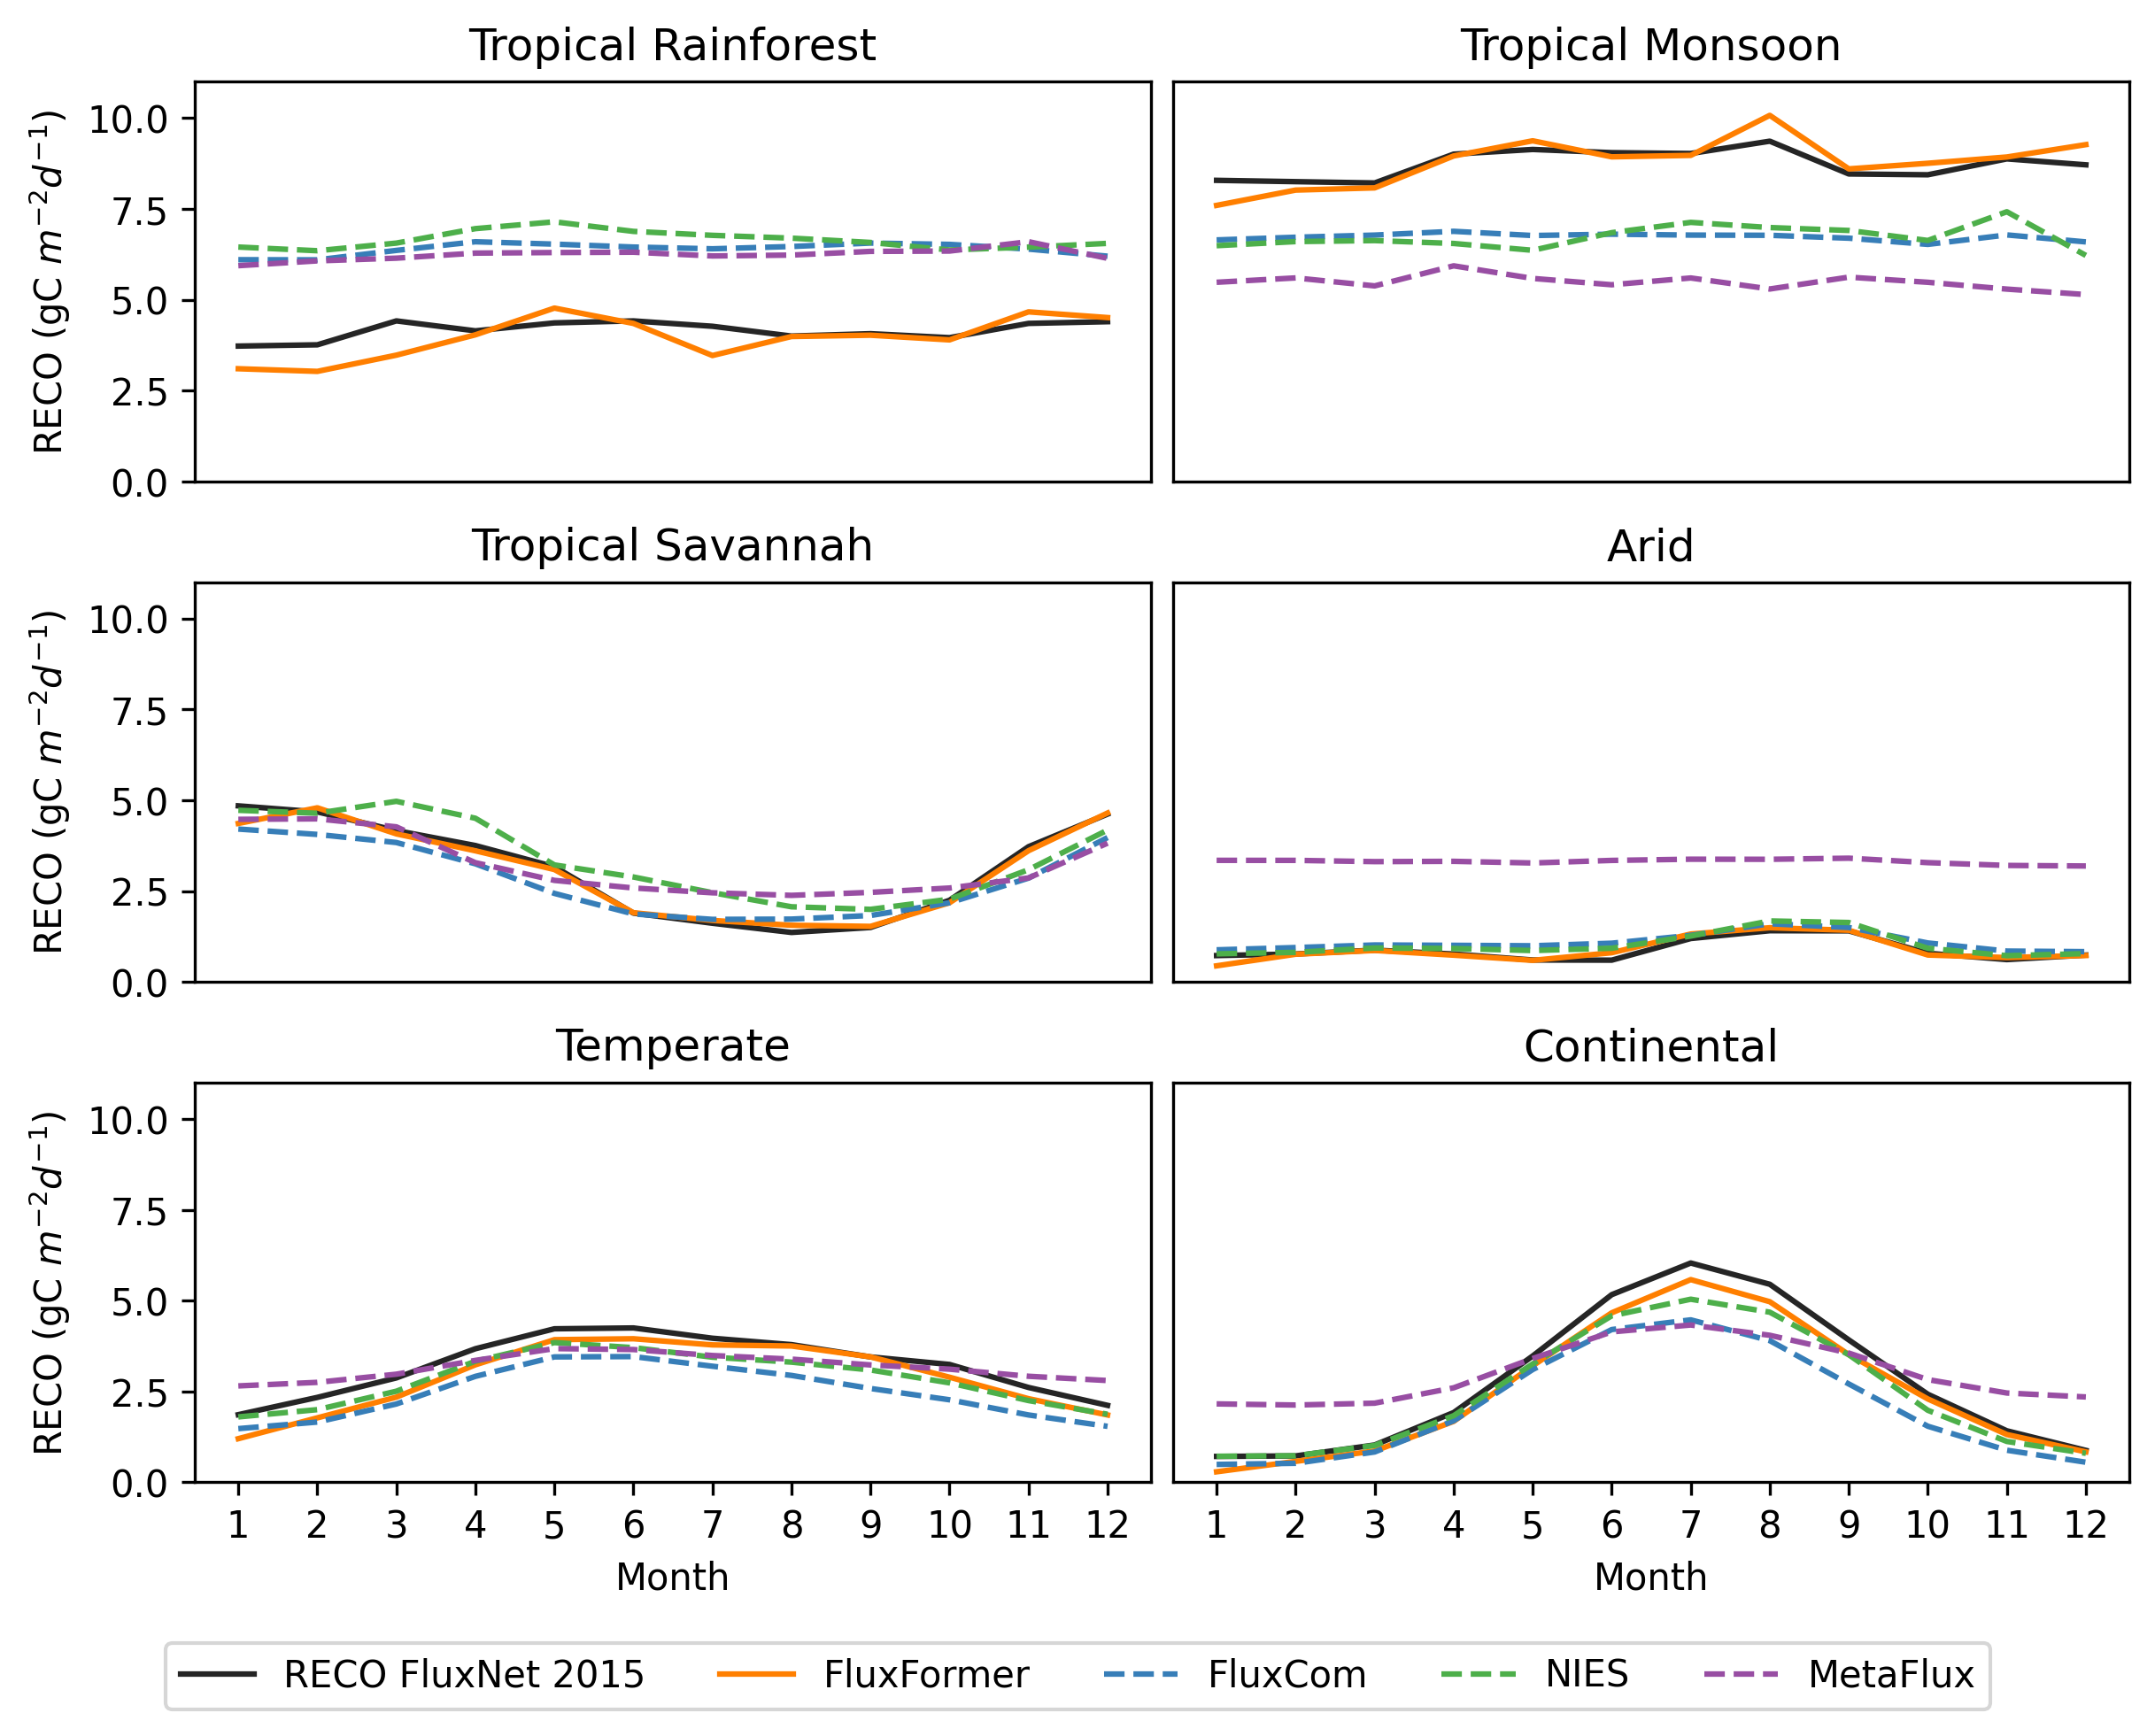 Tropical Rainforest Tropical Monsoon
RECO (gC m⁻²d⁻¹)
10.0
7.5
5.0
2.5
0.0
Tropical Savannah Arid
RECO (gC m⁻²d⁻¹)
10.0
7.5
5.0
2.5
0.0
Temperate Continental
RECO (gC m⁻²d⁻¹)
10.0
7.5
5.0
2.5
0.0
1 2 3 4 5 6 7 8 9 10 11 12 1 2 3 4 5 6 7 8 9 10 11 12
Month Month
RECO FluxNet 2015 FluxFormer FluxCom NIES MetaFlux